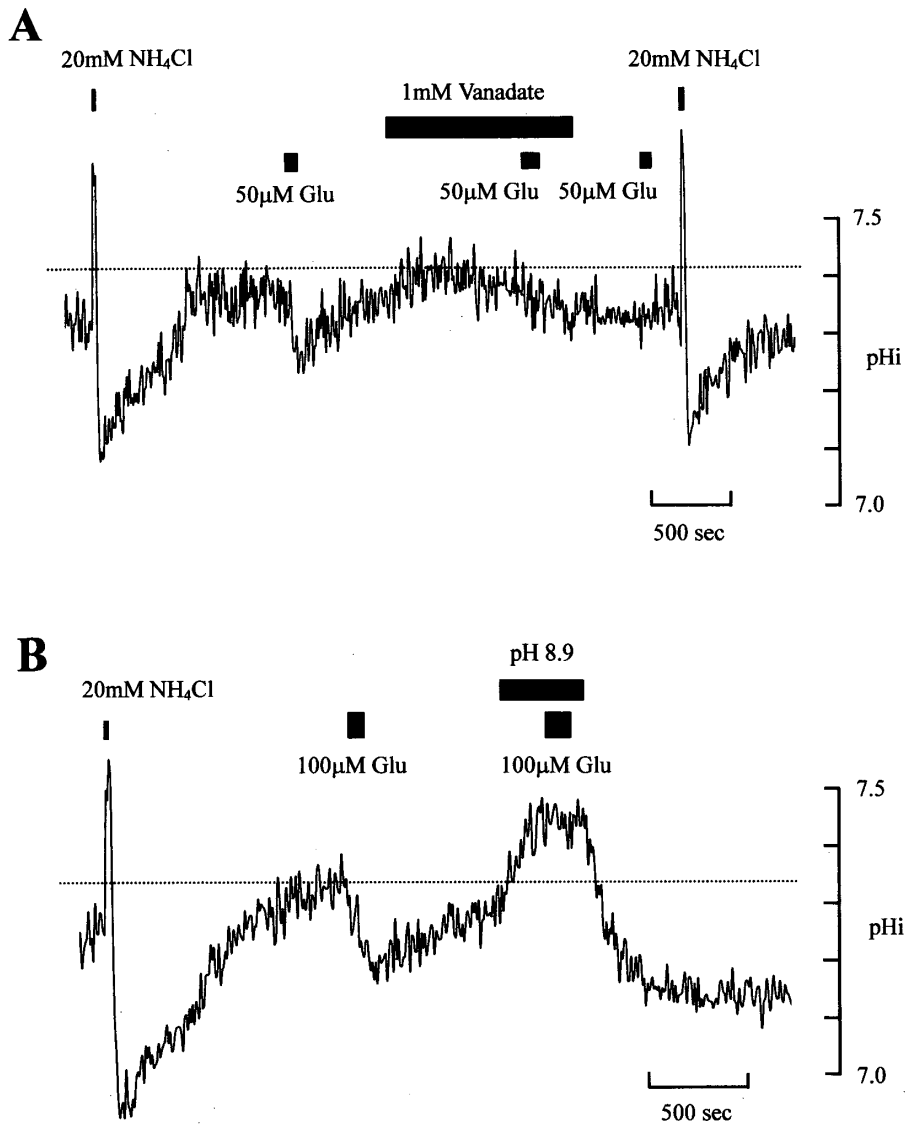 A
20mM NH₄Cl
20mM NH₄Cl
1mM Vanadate
50µM Glu
50µM Glu
50µM Glu
7.5
pHi
7.0
500 sec
B
20mM NH₄Cl
pH 8.9
100µM Glu
100µM Glu
7.5
pHi
7.0
500 sec